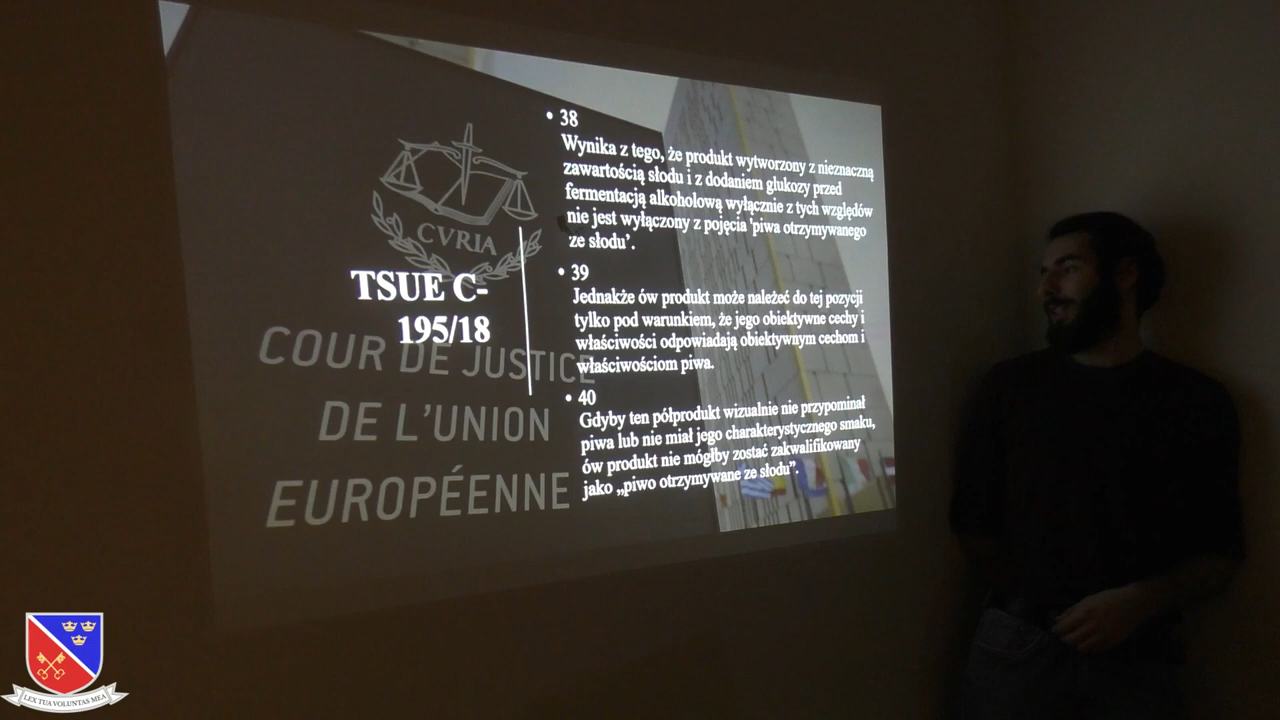 • 38
Wynika z tego, że produkt wytworzony z nieznaczną
zawartością słodu i z dodaniem glukozy przed
fermentacją alkoholową wyłącznie z tych względów
nie jest wyłączony z pojęcia 'piwa otrzymywanego
ze słodu’.
• 39
Jednakże ów produkt może należeć do tej pozycji
tylko pod warunkiem, że jego obiektywne cechy i
właściwości odpowiadają obiektywnym cechom i
właściwościom piwa.
• 40
Gdyby ten półprodukt wizualnie nie przypominał
piwa lub nie miał jego charakterystycznego smaku,
ów produkt nie mógłby zostać zakwalifikowany
jako „piwo otrzymywane ze słodu”.
TSUE C-
195/18
CVRIA
COUR DE JUSTICE
DE L’UNION
EUROPÉENNE
LEX TUA VOLUNTAS MEA